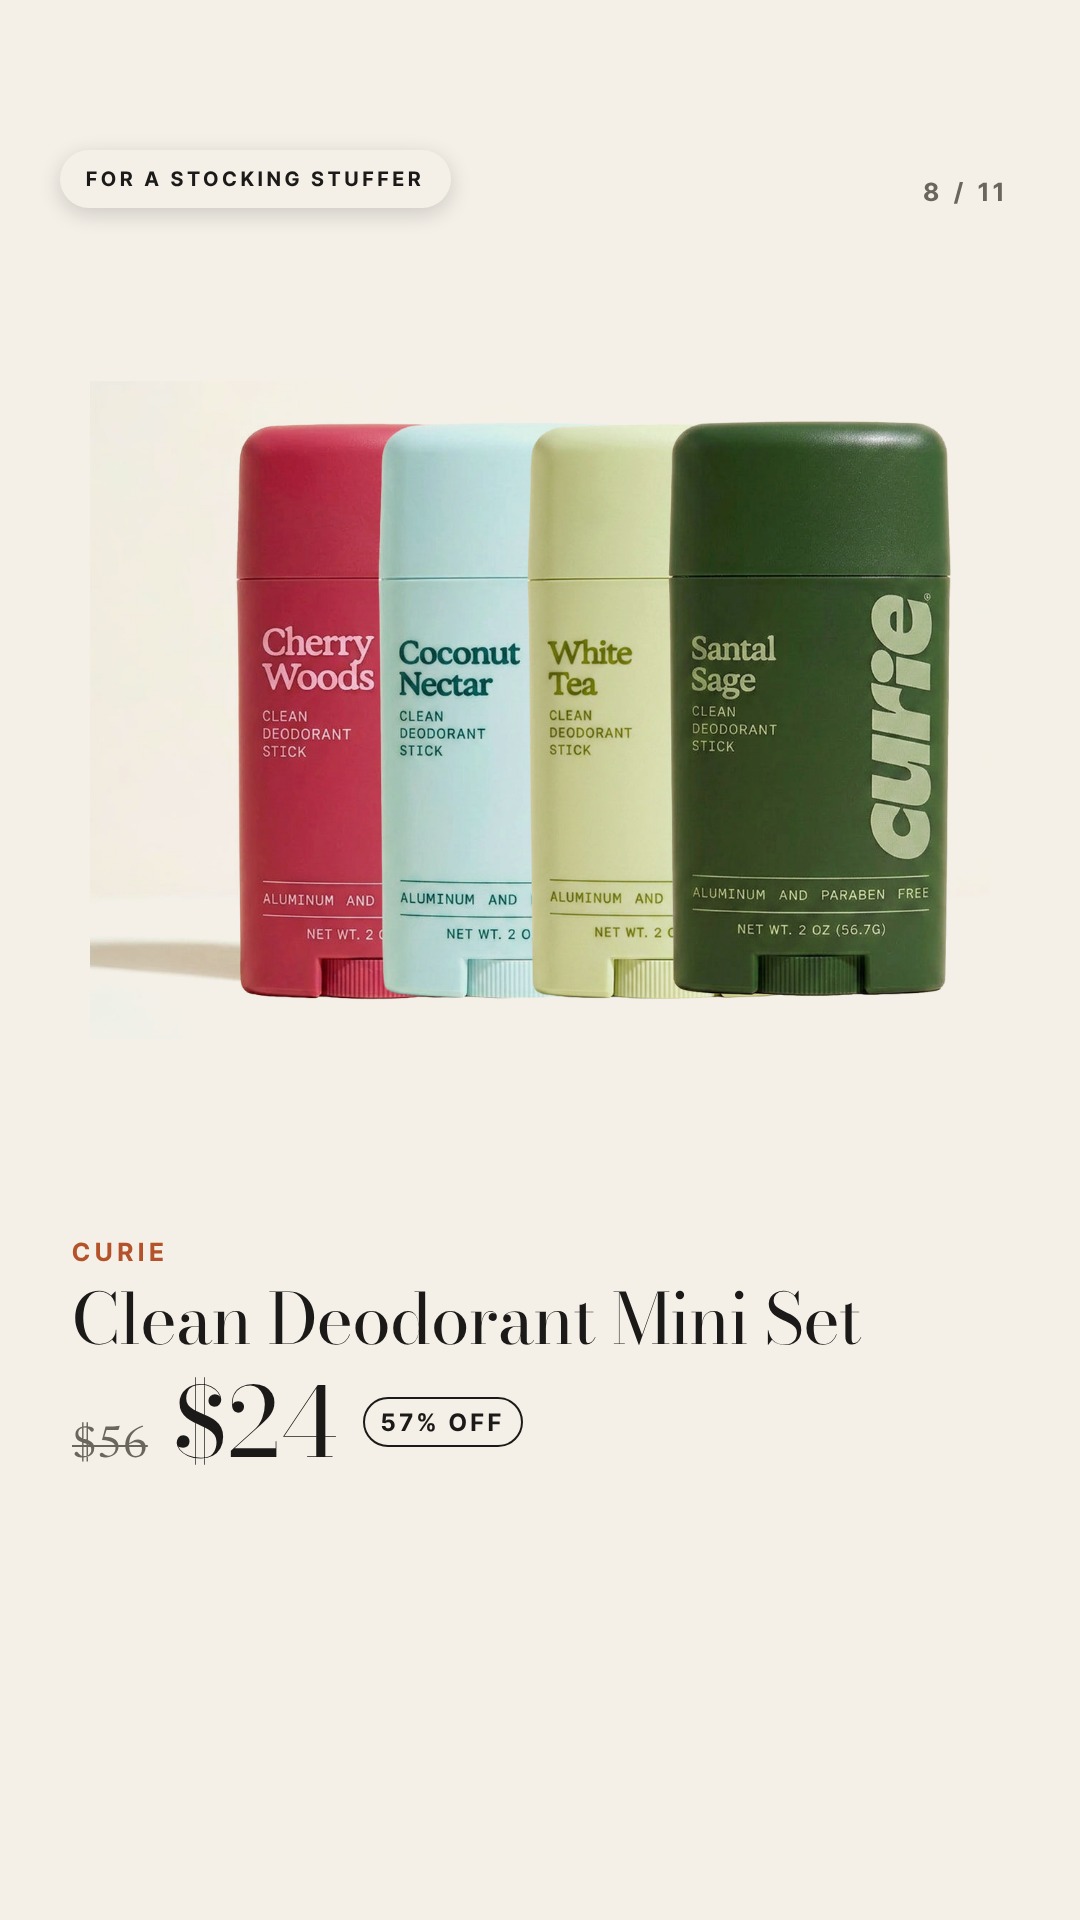 FOR A STOCKING STUFFER
8 / 11
Cherry
Woods
CLEAN
DEODORANT
STICK
ALUMINUM AND
NET WT. 2
Coconut
Nectar
CLEAN
DEODORANT
STICK
ALUMINUM AND
NET WT. 2
White
Tea
CLEAN
DEODORANT
STICK
ALUMINUM AND
NET WT. 2
Santal
Sage
CLEAN
DEODORANT
STICK
curie®
ALUMINUM AND PARABEN FREE
NET WT. 2 OZ (56.7G)
CURIE
Clean Deodorant Mini Set
$56 $24 57% OFF